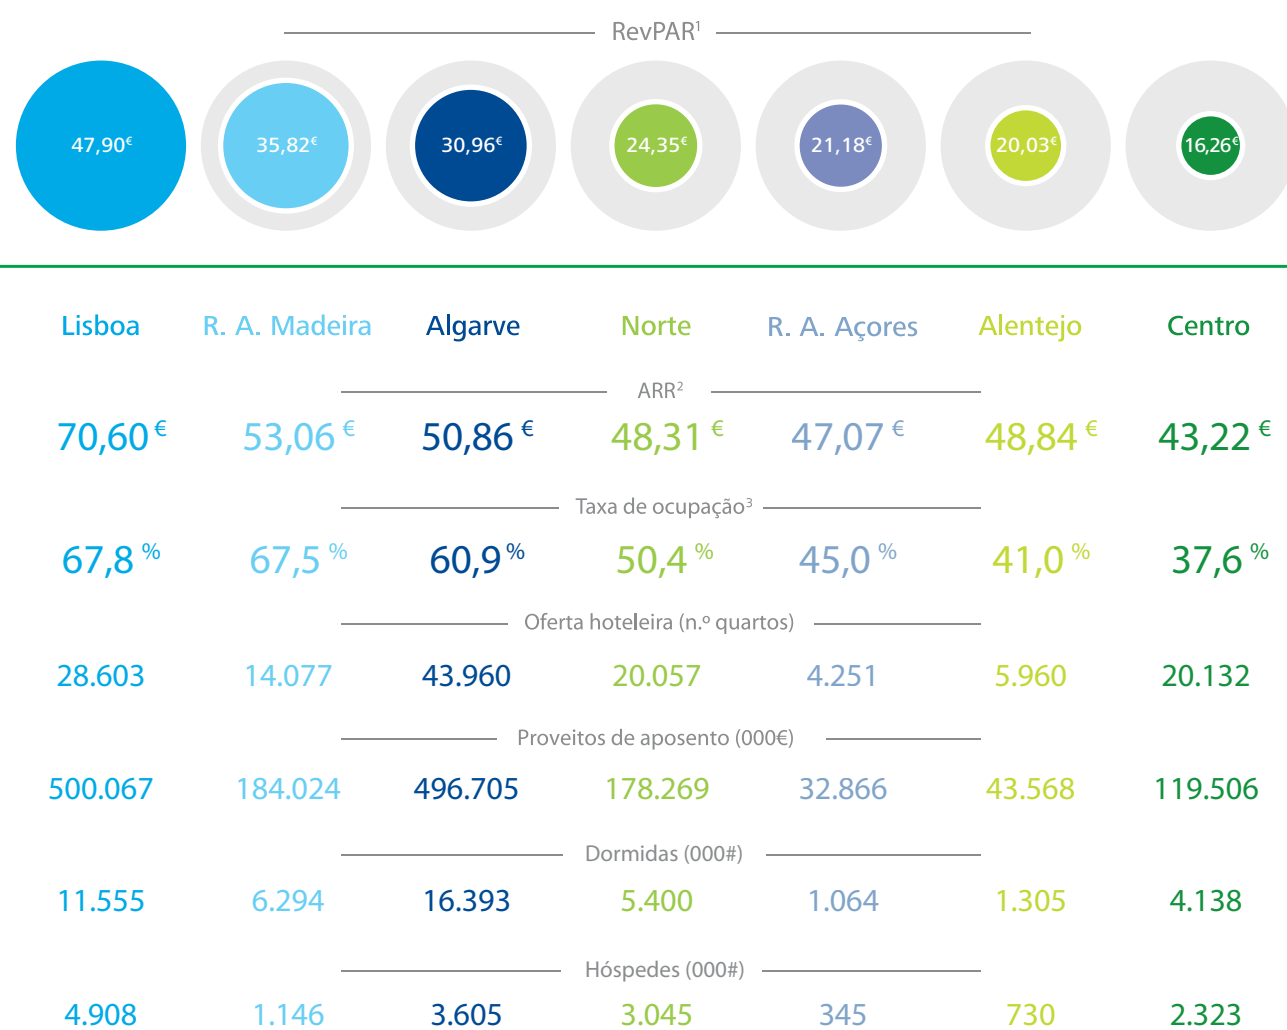 RevPAR¹
47,90€ 35,82€ 30,96€ 24,35€ 21,18€ 20,03€ 16,26€
Lisboa R. A. Madeira Algarve Norte R. A. Açores Alentejo Centro
ARR²
70,60 € 53,06 € 50,86 € 48,31 € 47,07 € 48,84 € 43,22 €
Taxa de ocupação³
67,8 % 67,5 % 60,9 % 50,4 % 45,0 % 41,0 % 37,6 %
Oferta hoteleira (n.º quartos)
28.603 14.077 43.960 20.057 4.251 5.960 20.132
Proveitos de aposento (000€)
500.067 184.024 496.705 178.269 32.866 43.568 119.506
Dormidas (000#)
11.555 6.294 16.393 5.400 1.064 1.305 4.138
Hóspedes (000#)
4.908 1.146 3.605 3.045 345 730 2.323